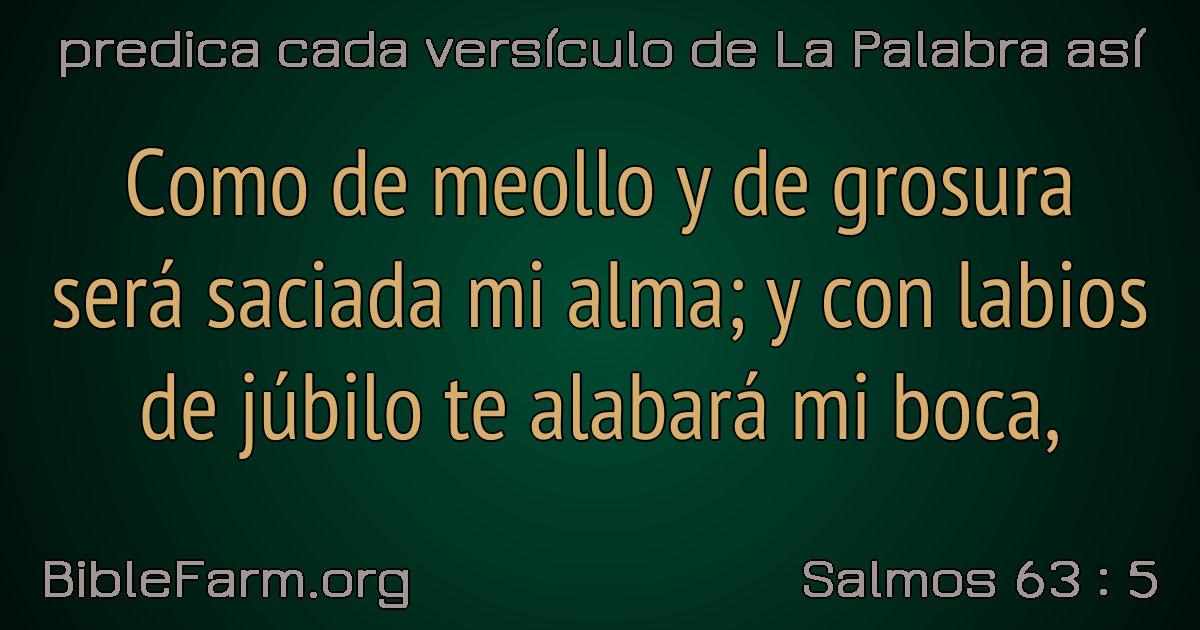 predica cada versículo de La Palabra así
Como de meollo y de grosura
será saciada mi alma; y con labios
de júbilo te alabará mi boca,
BibleFarm.org
Salmos 63 : 5